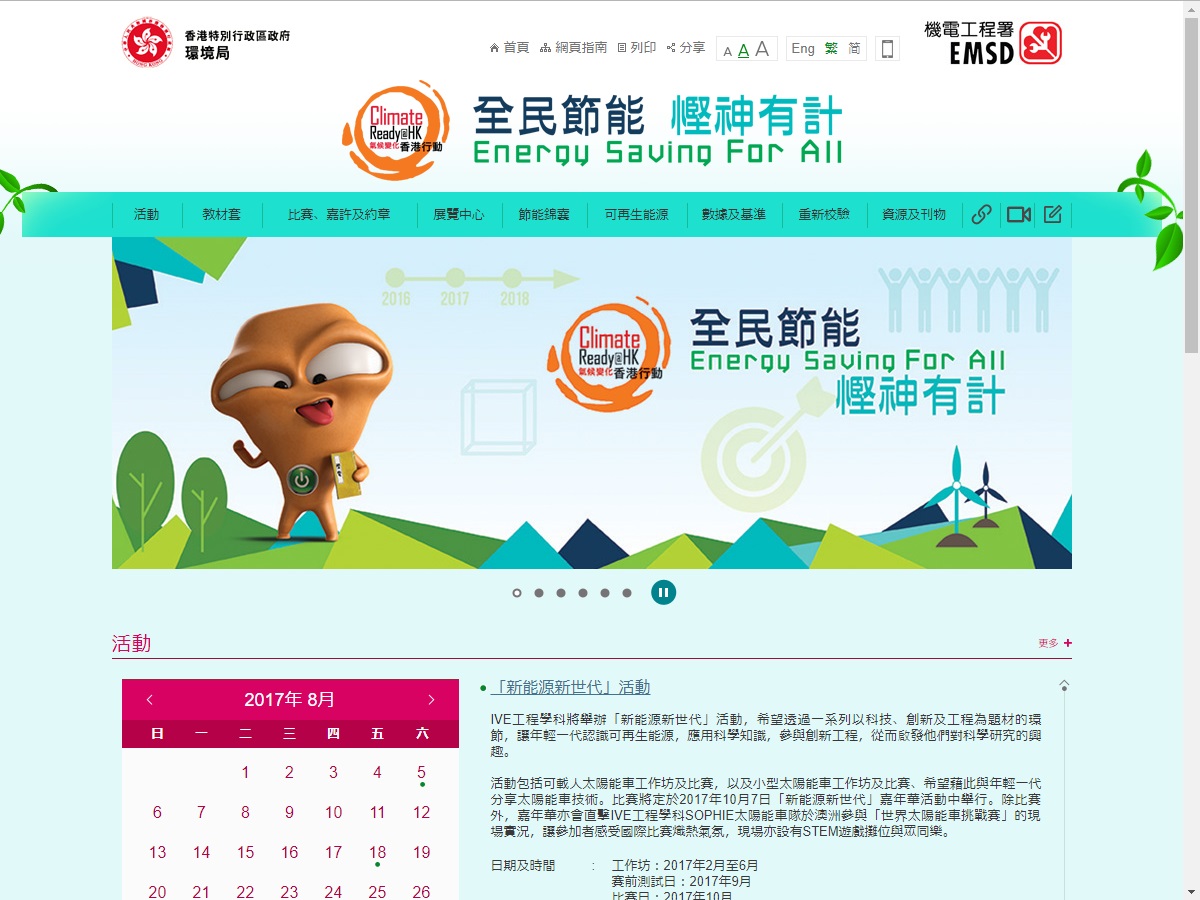 香港特別行政區政府
環境局
首頁 網頁指南 列印 分享 A A A Eng 繁 简
機電工程署
EMSD
Climate
Ready@HK
氣候變化香港行動
全民節能 慳神有計
Energy Saving For All
活動 教材套 比賽、嘉許及約章 展覽中心 節能錦囊 可再生能源 數據及基準 重新校驗 資源及刊物
2016 2017 2018
Climate
Ready@HK
氣候變化香港行動
全民節能
Energy Saving For All
慳神有計
活動 更多
2017年 8月
日 一 二 三 四 五 六
1 2 3 4 5
6 7 8 9 10 11 12
13 14 15 16 17 18 19
20 21 22 23 24 25 26
「新能源新世代」活動
IVE工程學科將舉辦「新能源新世代」活動，希望透過一系列以科技、創新及工程為題材的環
節，讓年輕一代認識可再生能源，應用科學知識，參與創新工程，從而啟發他們對科學研究的興
趣。
活動包括可載人太陽能車工作坊及比賽，以及小型太陽能車工作坊及比賽、希望藉此與年輕一代
分享太陽能車技術。比賽將定於2017年10月7日「新能源新世代」嘉年華活動中舉行。除比賽
外，嘉年華亦會直擊IVE工程學科SOPHIE太陽能車隊於澳洲參與「世界太陽能車挑戰賽」的現
場實況，讓參加者感受國際比賽熾熱氣氛，現場亦設有STEM遊戲攤位與眾同樂。
日期及時間 : 工作坊：2017年2月至6月
賽前測試日：2017年9月
比賽日：2017年10月